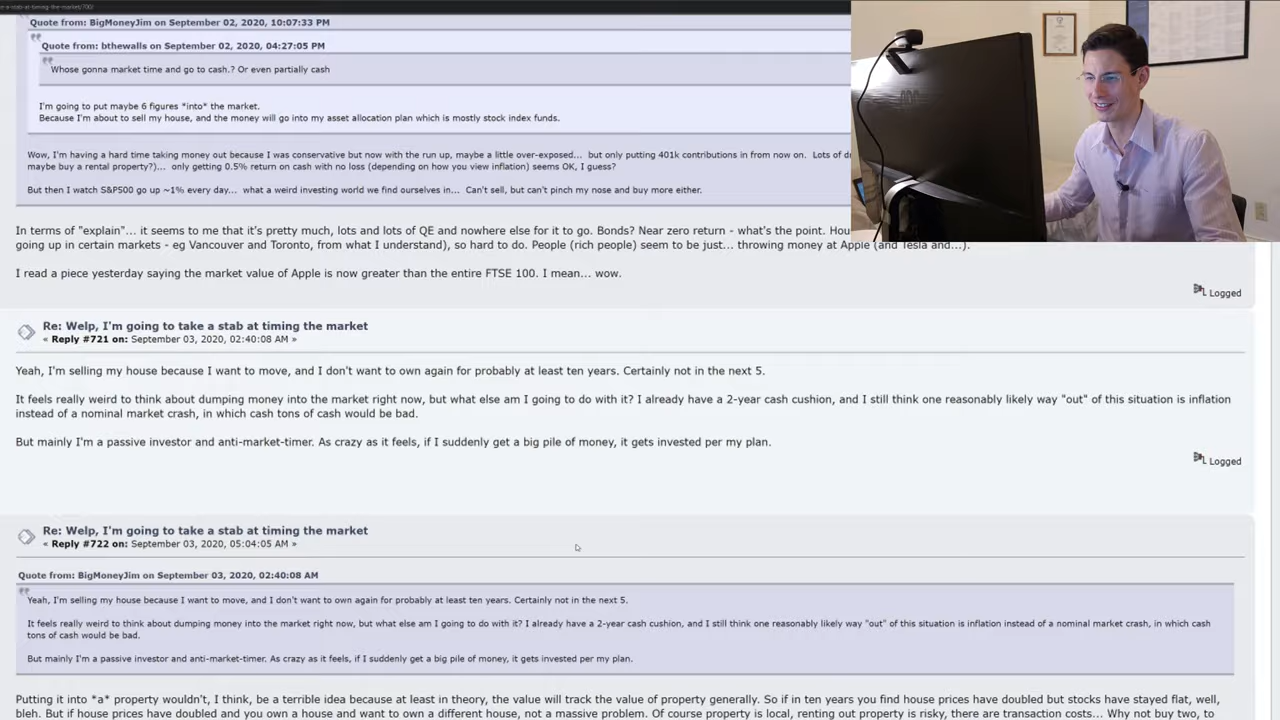 e a stab at timing the market/700/
Quote from: BigMoneyJim on September 02, 2020, 10:07:33 PM
Quote from: bthewalls on September 02, 2020, 04:27:05 PM
Whose gonna market time and go to cash.? Or even partially cash
I'm going to put maybe 6 figures *into* the market.
Because I'm about to sell my house, and the money will go into my asset allocation plan which is mostly stock index funds.
Wow, I'm having a hard time taking money out because I was conservative but now with the run up, maybe a little over-exposed... but only putting 401k contributions in from now on. Lots of
maybe buy a rental property?)... only getting 0.5% return on cash with no loss (depending on how you view inflation) seems OK, I guess?
But then I watch S&P500 go up ~1% every day... what a weird investing world we find ourselves in... Can't sell, but can't pinch my nose and buy more either.
In terms of "explain"... it seems to me that it's pretty much, lots and lots of QE and nowhere else for it to go. Bonds? Near zero return - what's the point.
going up in certain markets - eg Vancouver and Toronto, from what I understand), so hard to do. People (rich people) seem to be just... throwing money at Apple (and Tesla and...).
I read a piece yesterday saying the market value of Apple is now greater than the entire FTSE 100. I mean... wow.
Logged
Re: Welp, I'm going to take a stab at timing the market
« Reply #721 on: September 03, 2020, 02:40:08 AM »
Yeah, I'm selling my house because I want to move, and I don't want to own again for probably at least ten years. Certainly not in the next 5.
It feels really weird to think about dumping money into the market right now, but what else am I going to do with it? I already have a 2-year cash cushion, and I still think one reasonably likely way "out" of this situation is inflation
instead of a nominal market crash, in which cash tons of cash would be bad.
But mainly I'm a passive investor and anti-market-timer. As crazy as it feels, if I suddenly get a big pile of money, it gets invested per my plan.
Logged
Re: Welp, I'm going to take a stab at timing the market
« Reply #722 on: September 03, 2020, 05:04:05 AM »
Quote from: BigMoneyJim on September 03, 2020, 02:40:08 AM
Yeah, I'm selling my house because I want to move, and I don't want to own again for probably at least ten years. Certainly not in the next 5.
It feels really weird to think about dumping money into the market right now, but what else am I going to do with it? I already have a 2-year cash cushion, and I still think one reasonably likely way "out" of this situation is inflation instead of a nominal market crash, in which cash
tons of cash would be bad.
But mainly I'm a passive investor and anti-market-timer. As crazy as it feels, if I suddenly get a big pile of money, it gets invested per my plan.
Putting it into *a* property wouldn't, I think, be a terrible idea because at least in theory, the value will track the value of property generally. So if in ten years you find house prices have doubled but stocks have stayed flat, well,
bleh. But if house prices have doubled and you own a house and want to own a different house, not a massive problem. Of course property is local, renting out property is risky, there are transaction costs... Why not buy two, to